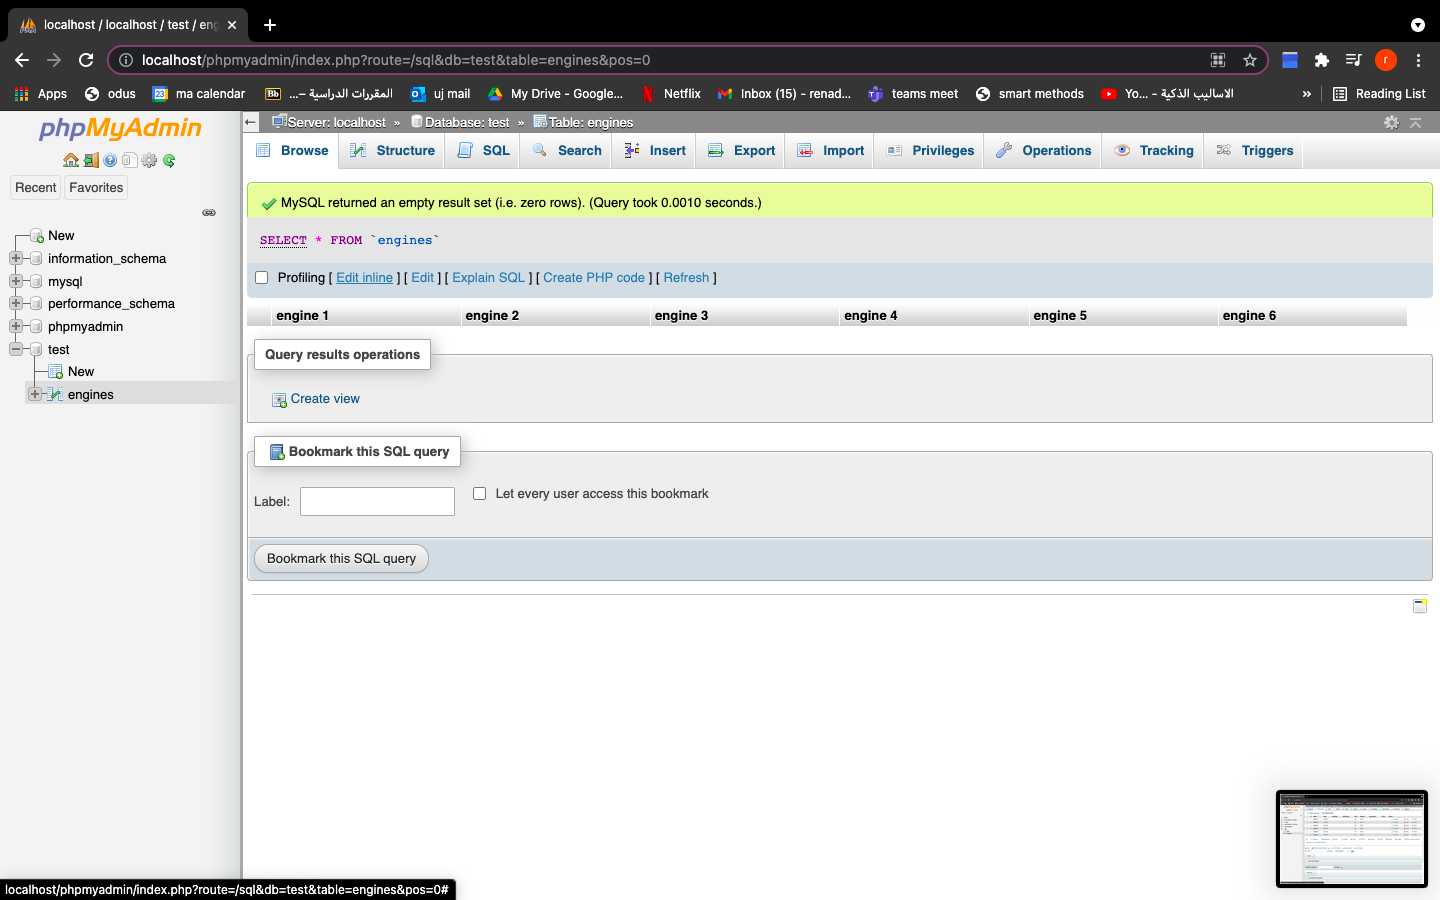 localhost / localhost / test / eng
localhost/phpmyadmin/index.php?route=/sql&db=test&table=engines&pos=0
r
Apps
odus
23
ma calendar
Bb
المقررات الدراسية –...
uj mail
My Drive - Google...
Netflix
Inbox (15) - renad...
teams meet
smart methods
الاساليب الذكية - Yo...
»
Reading List
phpMyAdmin
Server: localhost » Database: test » Table: engines
Browse
Structure
SQL
Search
Insert
Export
Import
Privileges
Operations
Tracking
Triggers
Recent
Favorites
New
information_schema
mysql
performance_schema
phpmyadmin
test
New
engines
MySQL returned an empty result set (i.e. zero rows). (Query took 0.0010 seconds.)
SELECT * FROM `engines`
Profiling [ Edit inline ] [ Edit ] [ Explain SQL ] [ Create PHP code ] [ Refresh ]
engine 1 engine 2 engine 3 engine 4 engine 5 engine 6
Query results operations
Create view
Bookmark this SQL query
Label:
Let every user access this bookmark
Bookmark this SQL query
localhost/phpmyadmin/index.php?route=/sql&db=test&table=engines&pos=0#